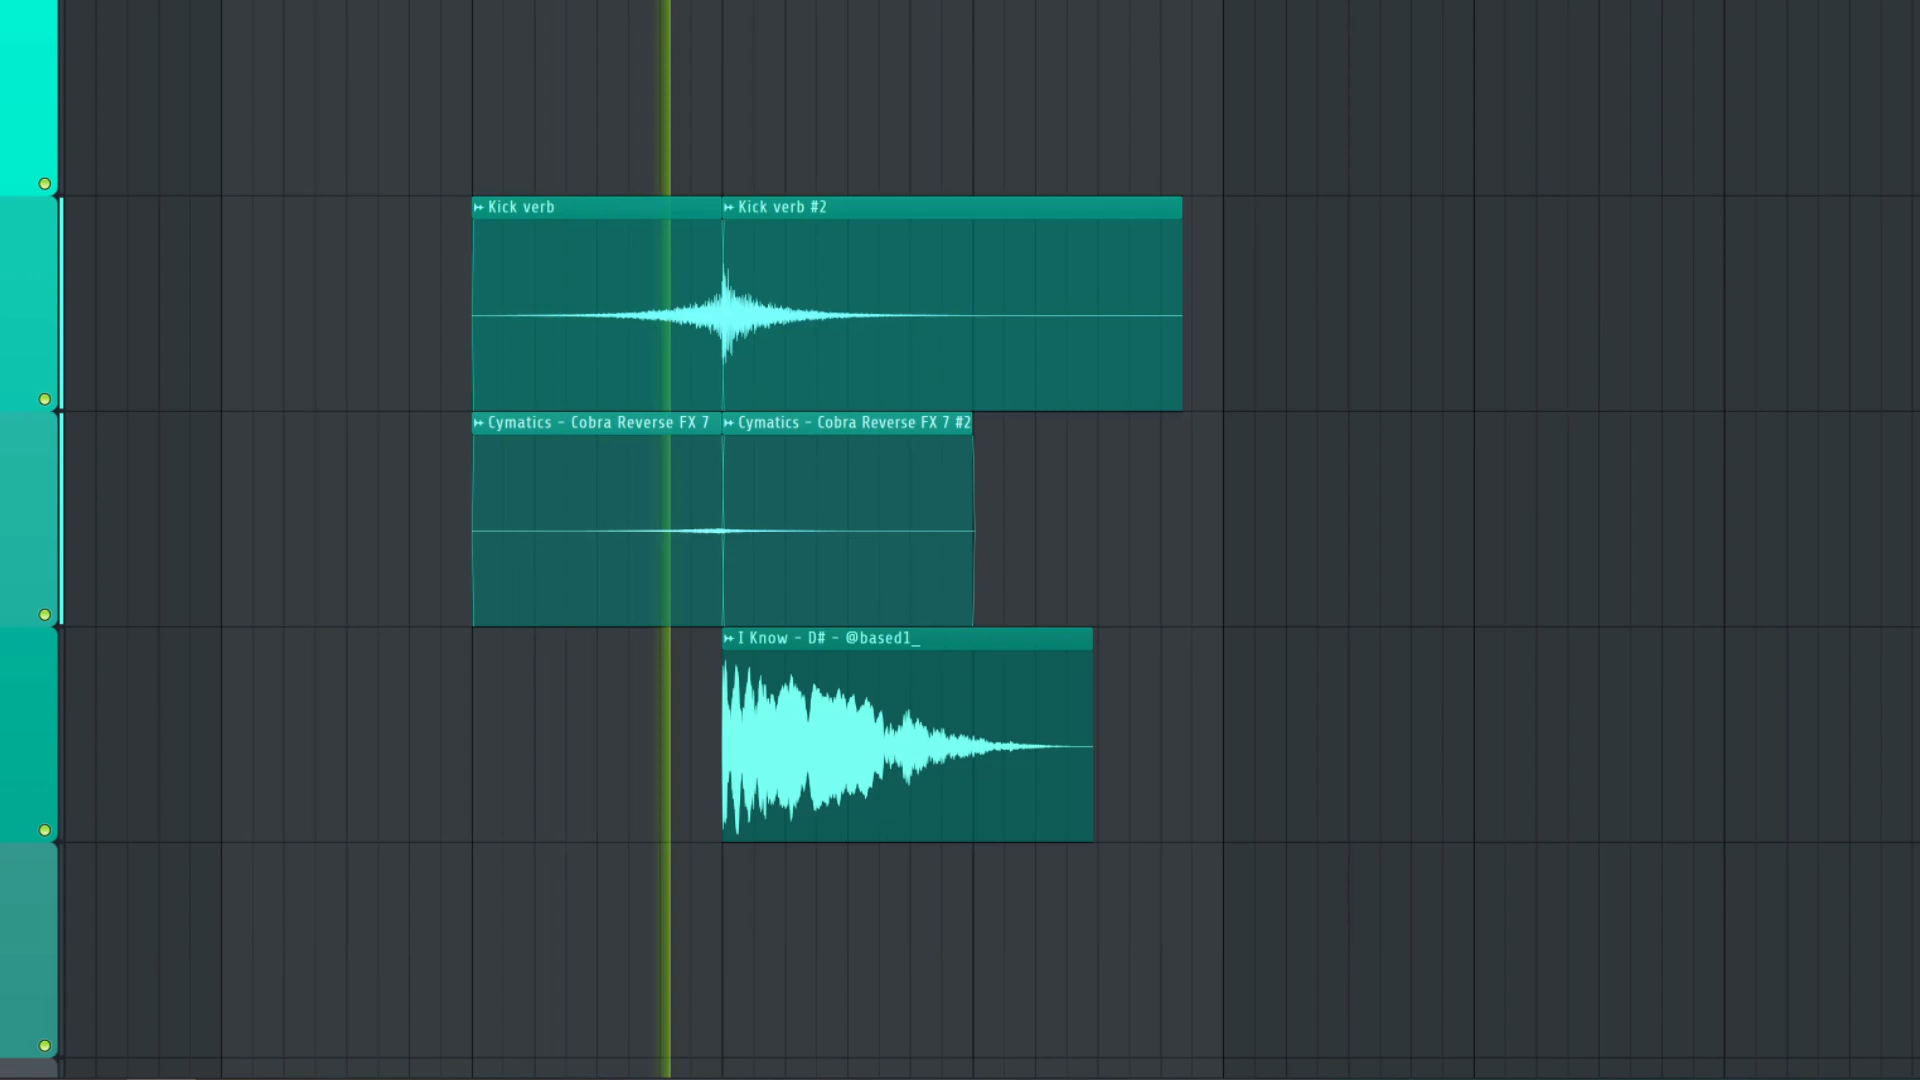 Kick verb
Kick verb #2
Cymatics - Cobra Reverse FX 7
Cymatics - Cobra Reverse FX 7 #2
I Know - D# - @based1_